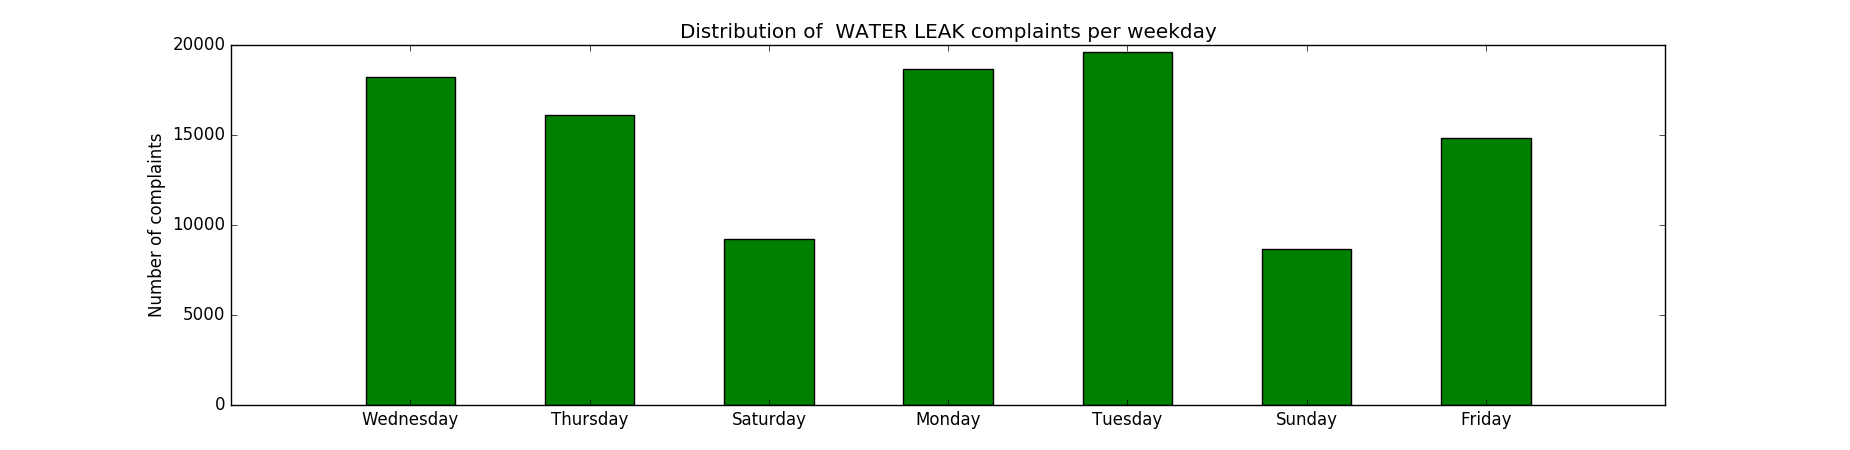 Distribution of  WATER LEAK complaints per weekday
Number of complaints
20000
15000
10000
5000
0
Wednesday Thursday Saturday Monday Tuesday Sunday Friday